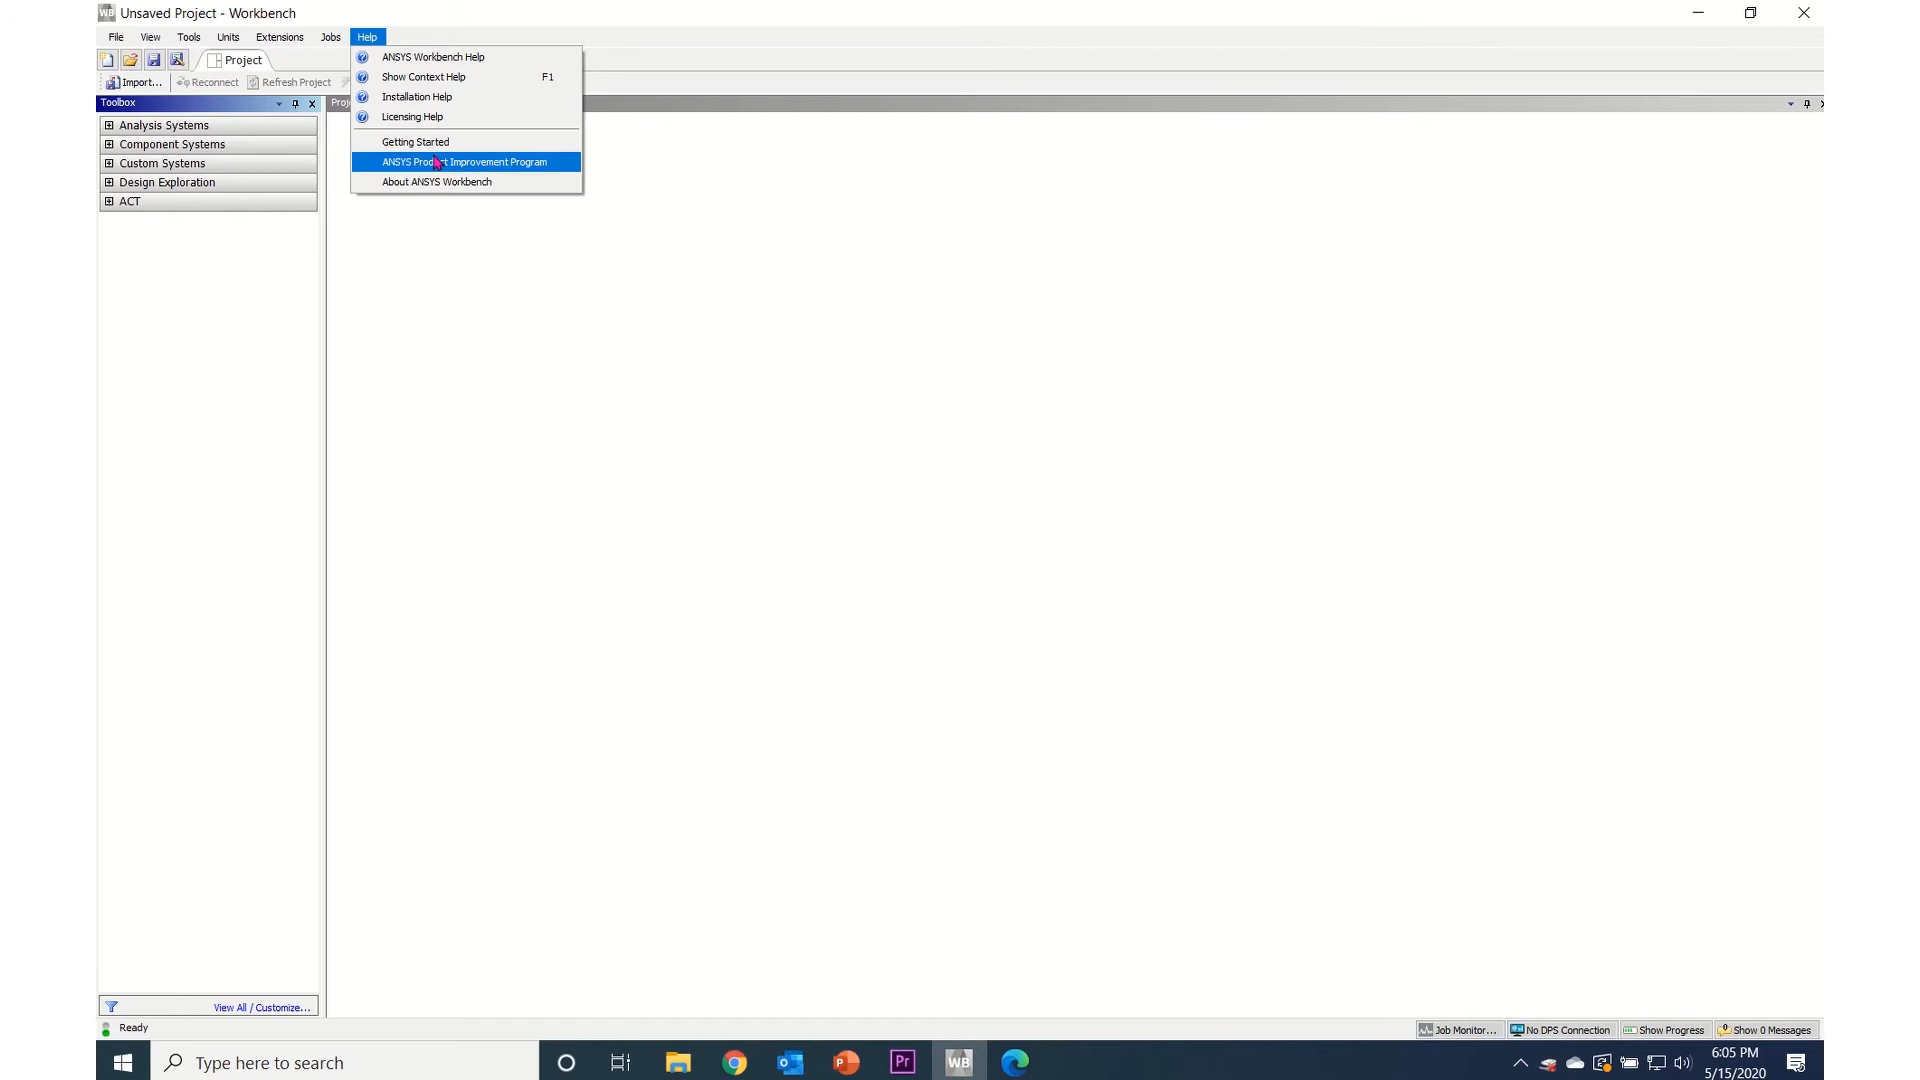 WB Unsaved Project - Workbench
File View Tools Units Extensions Jobs Help
Project
Import... Reconnect Refresh Project
Toolbox
Analysis Systems
Component Systems
Custom Systems
Design Exploration
ACT
ANSYS Workbench Help
Show Context Help F1
Installation Help
Licensing Help
Getting Started
ANSYS Product Improvement Program
About ANSYS Workbench
View All / Customize...
Ready
Job Monitor... No DPS Connection Show Progress Show 0 Messages
Type here to search
Pr
WB
6:05 PM
5/15/2020